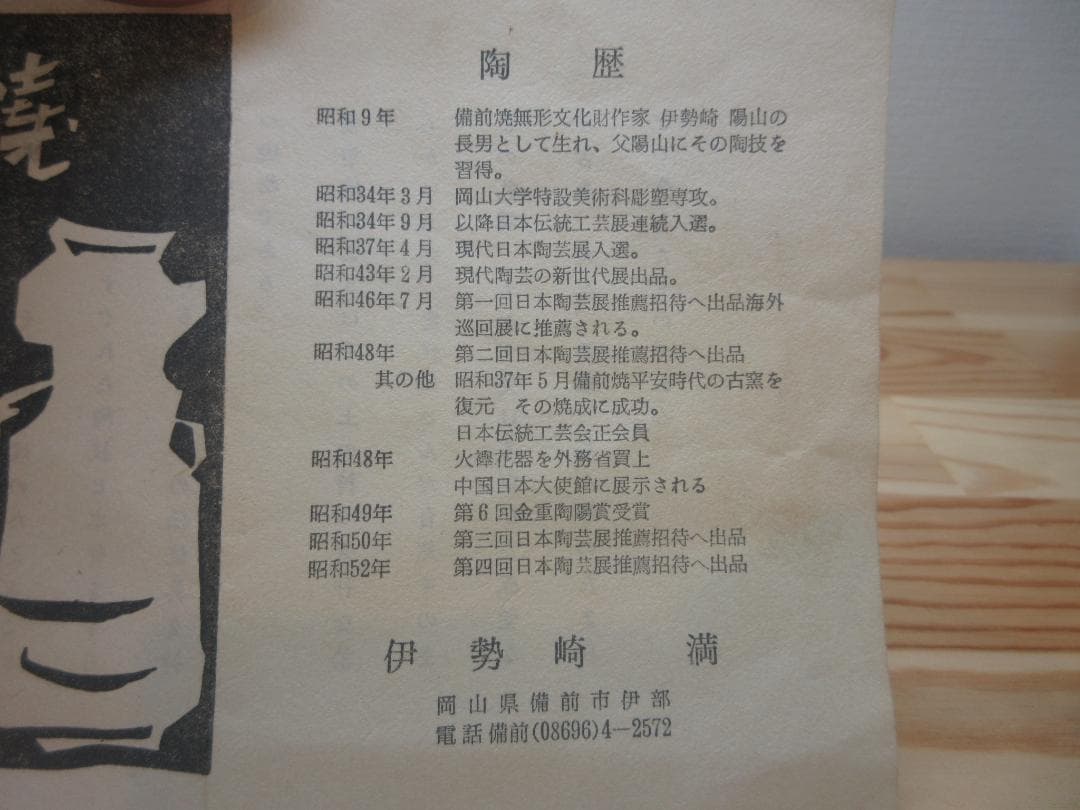 焼
陶歴
昭和9年 備前焼無形文化財作家 伊勢崎 陽山の
長男として生れ、父陽山にその陶技を
習得。
昭和34年3月 岡山大学特設美術科彫塑専攻。
昭和34年9月 以降日本伝統工芸展連続入選。
昭和37年4月 現代日本陶芸展入選。
昭和43年2月 現代陶芸の新世代展出品。
昭和46年7月 第一回日本陶芸展推薦招待へ出品海外
巡回展に推薦される。
昭和48年 第二回日本陶芸展推薦招待へ出品
其の他 昭和37年5月備前焼平安時代の古窯を
復元 その焼成に成功。
日本伝統工芸会正会員
昭和48年 火襷花器を外務省買上
中国日本大使館に展示される
昭和49年 第6回金重陶陽賞受賞
昭和50年 第三回日本陶芸展推薦招待へ出品
昭和52年 第四回日本陶芸展推薦招待へ出品
伊勢崎 満
岡山県備前市伊部
電話備前(08696)4―2572